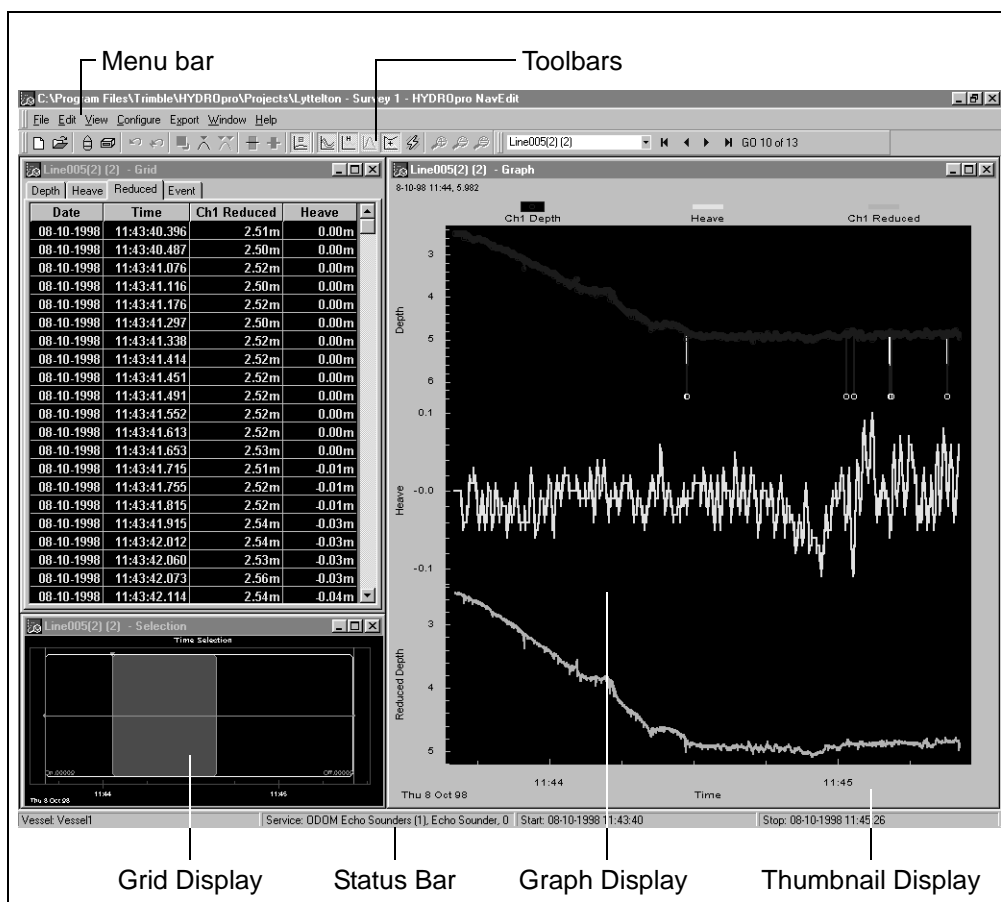 Menu bar
Toolbars
C:\Program Files\Trimble\HYDROpro\Projects\Lyttelton - Survey 1 - HYDROpro NavEdit
File Edit View Configure Export Window Help
Line005(2) (2) GO 10 of 13
Line005(2) (2) - Grid
Depth Heave Reduced Event
Date Time Ch1 Reduced Heave
08-10-1998 11:43:40.396 2.51m 0.00m
08-10-1998 11:43:40.487 2.50m 0.00m
08-10-1998 11:43:41.076 2.52m 0.00m
08-10-1998 11:43:41.116 2.50m 0.00m
08-10-1998 11:43:41.176 2.52m 0.00m
08-10-1998 11:43:41.297 2.50m 0.00m
08-10-1998 11:43:41.338 2.52m 0.00m
08-10-1998 11:43:41.414 2.52m 0.00m
08-10-1998 11:43:41.451 2.52m 0.00m
08-10-1998 11:43:41.491 2.52m 0.00m
08-10-1998 11:43:41.552 2.52m 0.00m
08-10-1998 11:43:41.613 2.52m 0.00m
08-10-1998 11:43:41.653 2.53m 0.00m
08-10-1998 11:43:41.715 2.51m -0.01m
08-10-1998 11:43:41.755 2.52m -0.01m
08-10-1998 11:43:41.815 2.52m -0.01m
08-10-1998 11:43:41.915 2.54m -0.03m
08-10-1998 11:43:42.012 2.54m -0.03m
08-10-1998 11:43:42.060 2.53m -0.03m
08-10-1998 11:43:42.073 2.56m -0.03m
08-10-1998 11:43:42.114 2.54m -0.04m
Line005(2) (2) - Selection
Time Selection
11:44 11:45
Thu 8 Oct 98
Line005(2) (2) - Graph
8-10-98 11:44, 5.982
Ch1 Depth Heave Ch1 Reduced
Depth
3
4
5
6
Heave
0.1
-0.0
-0.1
Reduced Depth
3
4
5
11:44 11:45
Thu 8 Oct 98 Time
Vessel: Vessel1 Service: ODOM Echo Sounders (1), Echo Sounder, 0 Start: 08-10-1998 11:43:40 Stop: 08-10-1998 11:45:26
Grid Display
Status Bar
Graph Display
Thumbnail Display